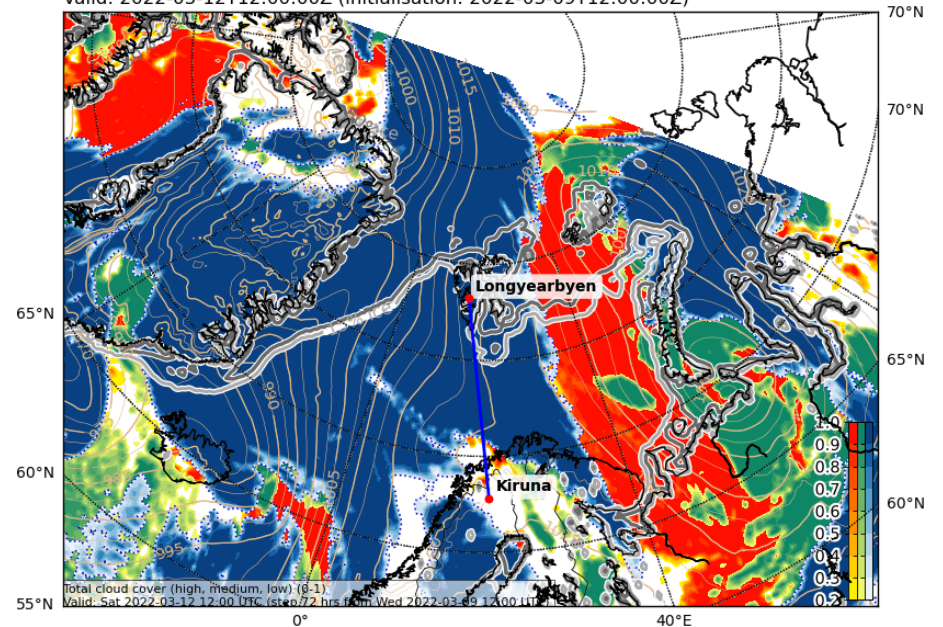 Valid: 2022-03-12T12:00:00Z (initialisation: 2022-03-09T12:00:00Z)
70°N
70°N
1000
1015
1010
Longyearbyen
65°N
65°N
990
1.0
0.9
0.8
0.7
0.6
0.5
0.4
0.3
0.2
60°N
Kiruna
60°N
995
Total cloud cover (high, medium, low) (0-1)
Valid: Sat 2022-03-12 12:00 UTC (step 72 hrs from Wed 2022-03-09 12:00 UTC
55°N
0°
40°E